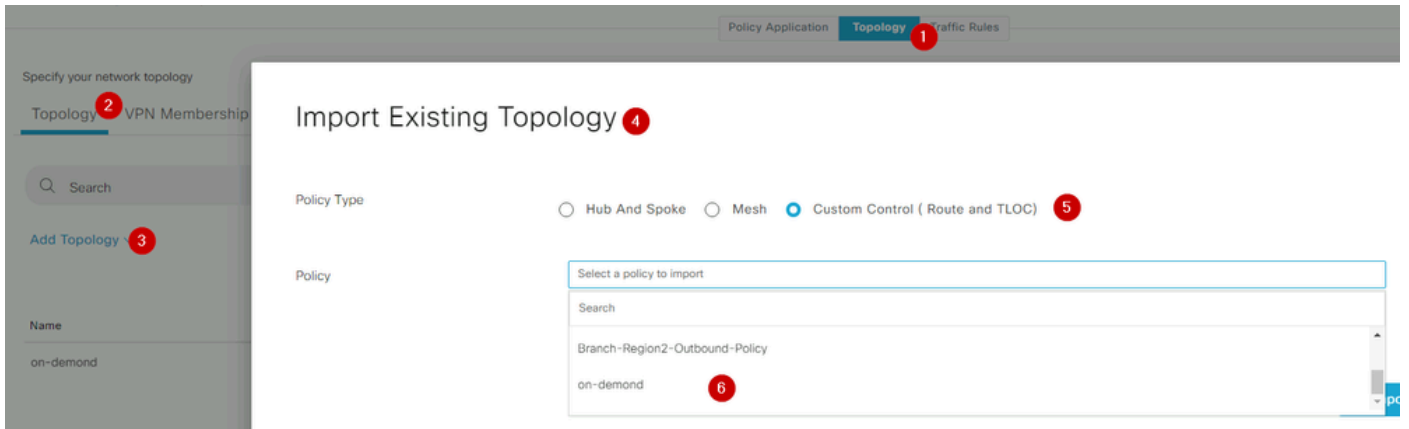 Policy Application Topology 1 Traffic Rules
Specify your network topology
Topology 2 VPN Membership
Import Existing Topology 4
Search
Policy Type Hub And Spoke Mesh Custom Control ( Route and TLOC) 5
Add Topology 3
Policy Select a policy to import
Search
Name
Branch-Region2-Outbound-Policy
on-demond
on-demond 6